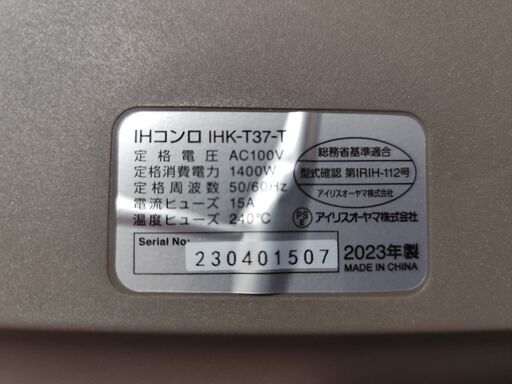 IHコンロ IHK-T37-T
定格電圧 AC100V
定格消費電力 1400W
定格周波数 50/60Hz
電流ヒューズ 15A
温度ヒューズ 240℃
総務省基準適合
型式確認 第IRIH-112号
アイリスオーヤマ株式会社
PSE アイリスオーヤマ株式会社
Serial No:
230401507
2023年製
MADE IN CHINA